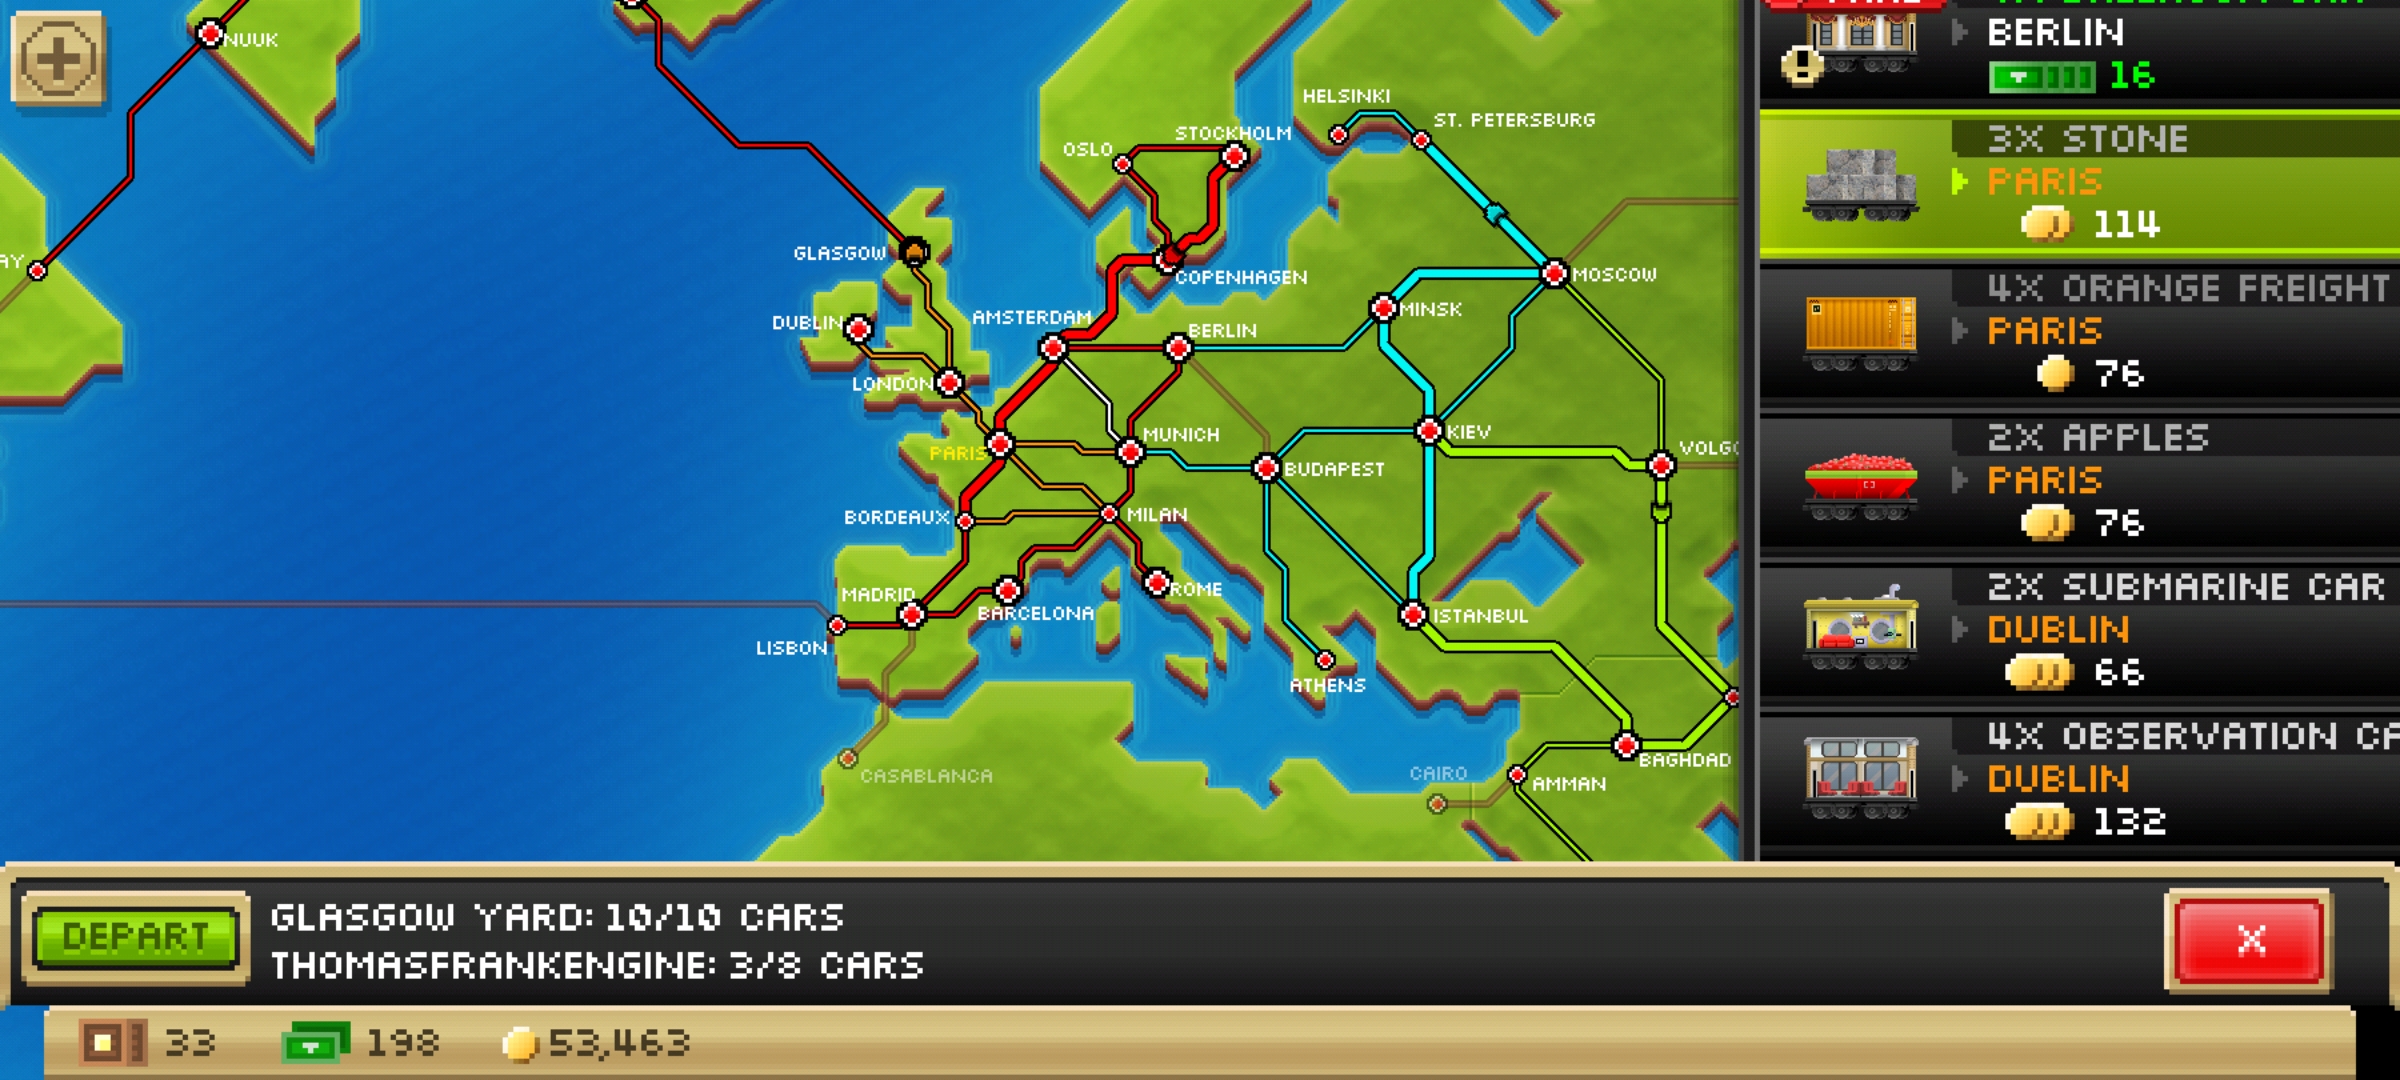 NUUK
HELSINKI
ST. PETERSBURG
STOCKHOLM
OSLO
GLASGOW
COPENHAGEN
MOSCOW
AY
DUBLIN
AMSTERDAM
BERLIN
MINSK
LONDON
PARIS
MUNICH
KIEV
VOLGO
BUDAPEST
BORDEAUX
MILAN
MADRID
BARCELONA
ROME
ISTANBUL
LISBON
ATHENS
CASABLANCA
CAIRO
AMMAN
BAGHDAD
BERLIN
16
3X STONE
PARIS
114
4X ORANGE FREIGHT
PARIS
76
2X APPLES
PARIS
76
2X SUBMARINE CAR
DUBLIN
66
4X OBSERVATION CA
DUBLIN
132
DEPART
GLASGOW YARD: 10/10 CARS
THOMASFRANKENGINE: 3/8 CARS
X
33
198
53,463